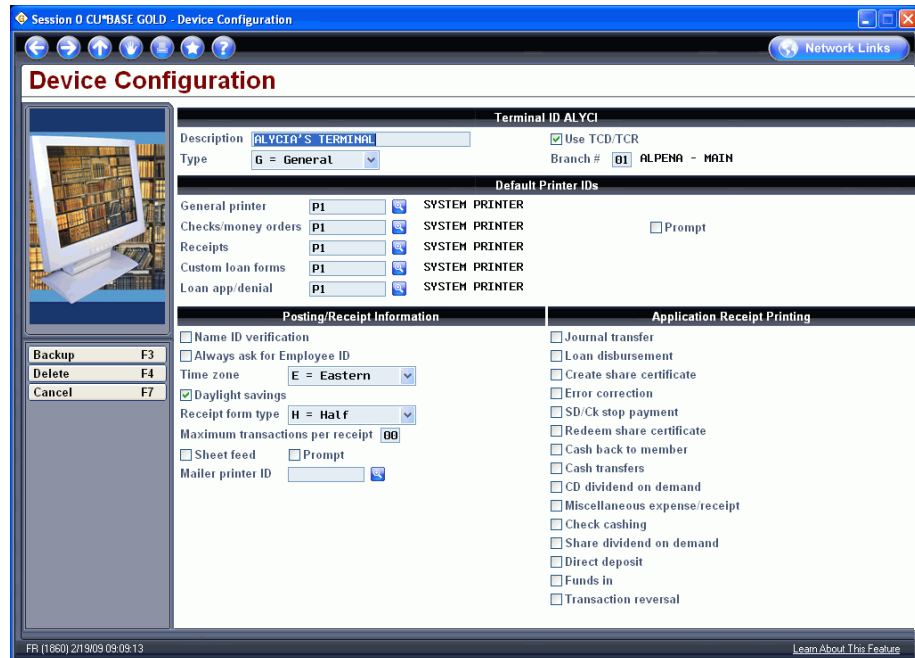 Session 0 CU*BASE GOLD - Device Configuration
Network Links
Device Configuration
Terminal ID ALYCI
Description ALYCIA'S TERMINAL Use TCD/TCR
Type G = General Branch # 01 ALPENA - MAIN
Default Printer IDs
General printer P1 SYSTEM PRINTER
Checks/money orders P1 SYSTEM PRINTER Prompt
Receipts P1 SYSTEM PRINTER
Custom loan forms P1 SYSTEM PRINTER
Loan app/denial P1 SYSTEM PRINTER
Posting/Receipt Information
Name ID verification
Always ask for Employee ID
Time zone E = Eastern
Daylight savings
Receipt form type H = Half
Maximum transactions per receipt 00
Sheet feed Prompt
Mailer printer ID
Application Receipt Printing
Journal transfer
Loan disbursement
Create share certificate
Error correction
SD/Ck stop payment
Redeem share certificate
Cash back to member
Cash transfers
CD dividend on demand
Miscellaneous expense/receipt
Check cashing
Share dividend on demand
Direct deposit
Funds in
Transaction reversal
Backup F3
Delete F4
Cancel F7
FR (1860) 2/19/09 09:09:13
Learn About This Feature